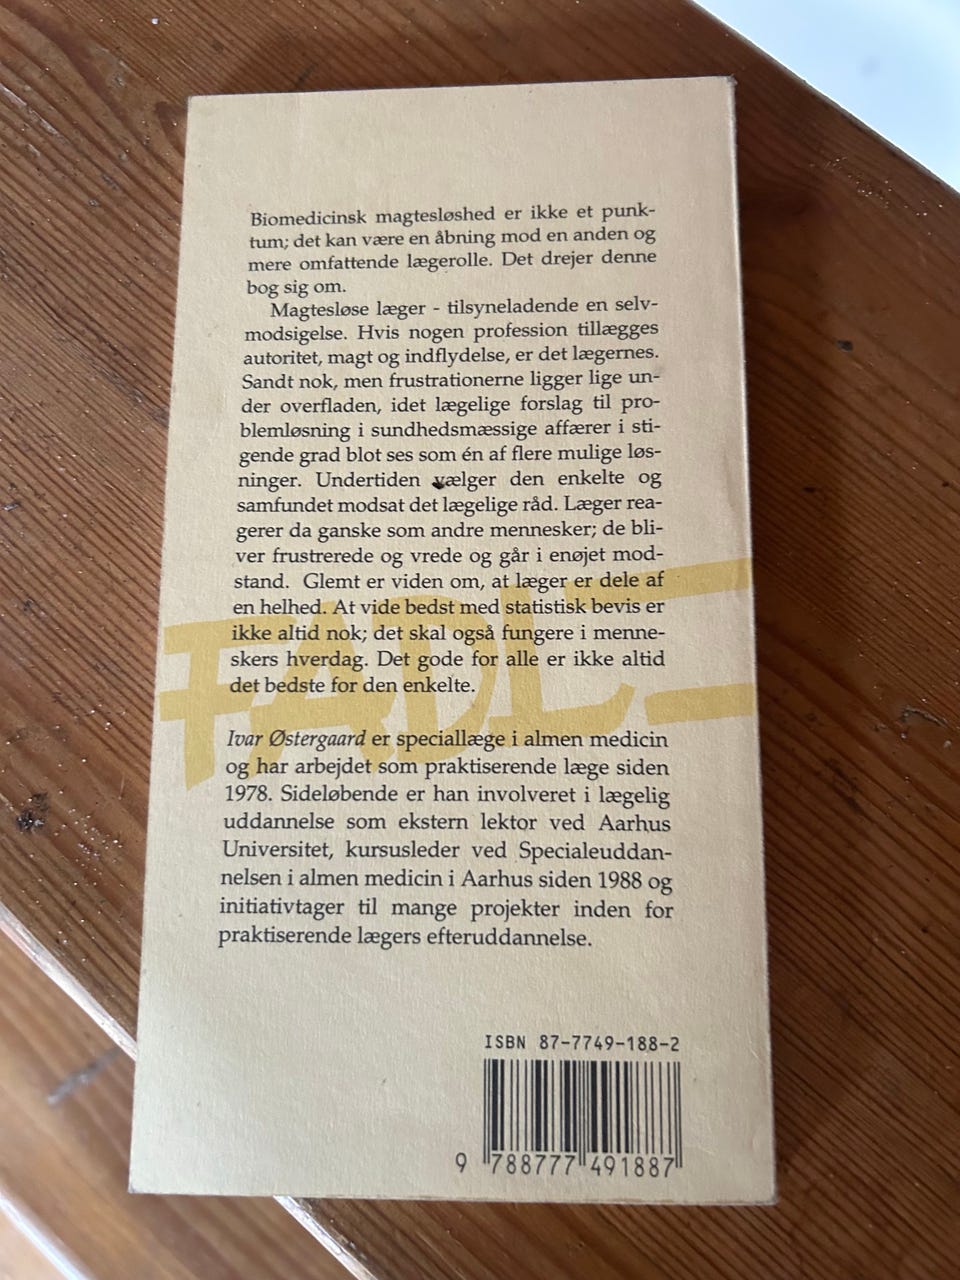 Biomedicinsk magtesløshed er ikke et punk-
tum; det kan være en åbning mod en anden og
mere omfattende lægerolle. Det drejer denne
bog sig om.
Magtesløse læger - tilsyneladende en selv-
modsigelse. Hvis nogen profession tillægges
autoritet, magt og indflydelse, er det lægernes.
Sandt nok, men frustrationerne ligger lige un-
der overfladen, idet lægelige forslag til pro-
blemløsning i sundhedsmæssige affærer i sti-
gende grad blot ses som én af flere mulige løs-
ninger. Undertiden vælger den enkelte og
samfundet modsat det lægelige råd. Læger rea-
gerer da ganske som andre mennesker; de bli-
ver frustrerede og vrede og går i enøjet mod-
stand. Glemt er viden om, at læger er dele af
en helhed. At vide bedst med statistisk bevis er
ikke altid nok; det skal også fungere i menne-
skers hverdag. Det gode for alle er ikke altid
det bedste for den enkelte.
FADL
Ivar Østergaard er speciallæge i almen medicin
og har arbejdet som praktiserende læge siden
1978. Sideløbende er han involveret i lægelig
uddannelse som ekstern lektor ved Aarhus
Universitet, kursusleder ved Specialeuddan-
nelsen i almen medicin i Aarhus siden 1988 og
initiativtager til mange projekter inden for
praktiserende lægers efteruddannelse.
ISBN 87-7749-188-2
9 788777 491887